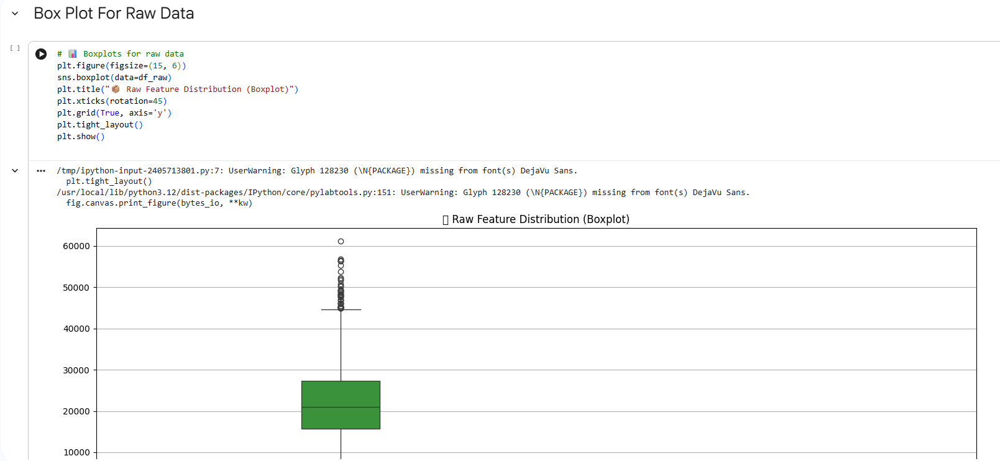 Box Plot For Raw Data
[ ]
# 📊 Boxplots for raw data
plt.figure(figsize=(15, 6))
sns.boxplot(data=df_raw)
plt.title("📦 Raw Feature Distribution (Boxplot)")
plt.xticks(rotation=45)
plt.grid(True, axis='y')
plt.tight_layout()
plt.show()
/tmp/ipython-input-2405713801.py:7: UserWarning: Glyph 128230 (\N{PACKAGE}) missing from font(s) DejaVu Sans.
  plt.tight_layout()
/usr/local/lib/python3.12/dist-packages/IPython/core/pylabtools.py:151: UserWarning: Glyph 128230 (\N{PACKAGE}) missing from font(s) DejaVu Sans.
  fig.canvas.print_figure(bytes_io, **kw)
▯ Raw Feature Distribution (Boxplot)
60000
50000
40000
30000
20000
10000